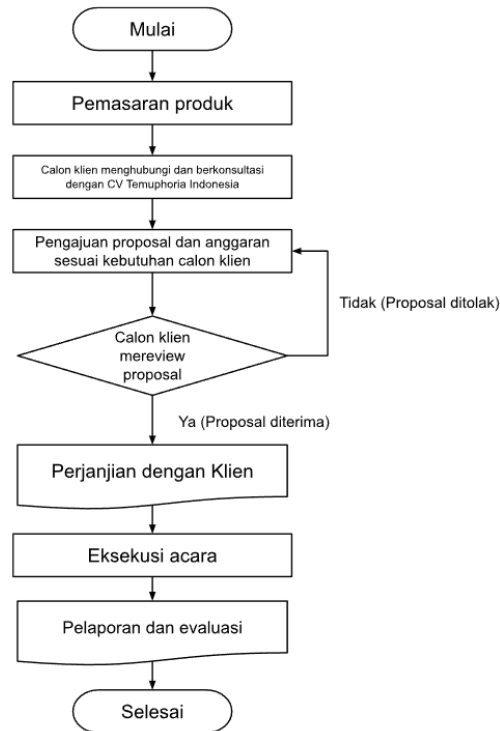 Mulai
Pemasaran produk
Calon klien menghubungi dan berkonsultasi
dengan CV Temuphoria Indonesia
Pengajuan proposal dan anggaran
sesuai kebutuhan calon klien
Tidak (Proposal ditolak)
Calon klien
mereview
proposal
Ya (Proposal diterima)
Perjanjian dengan Klien
Eksekusi acara
Pelaporan dan evaluasi
Selesai